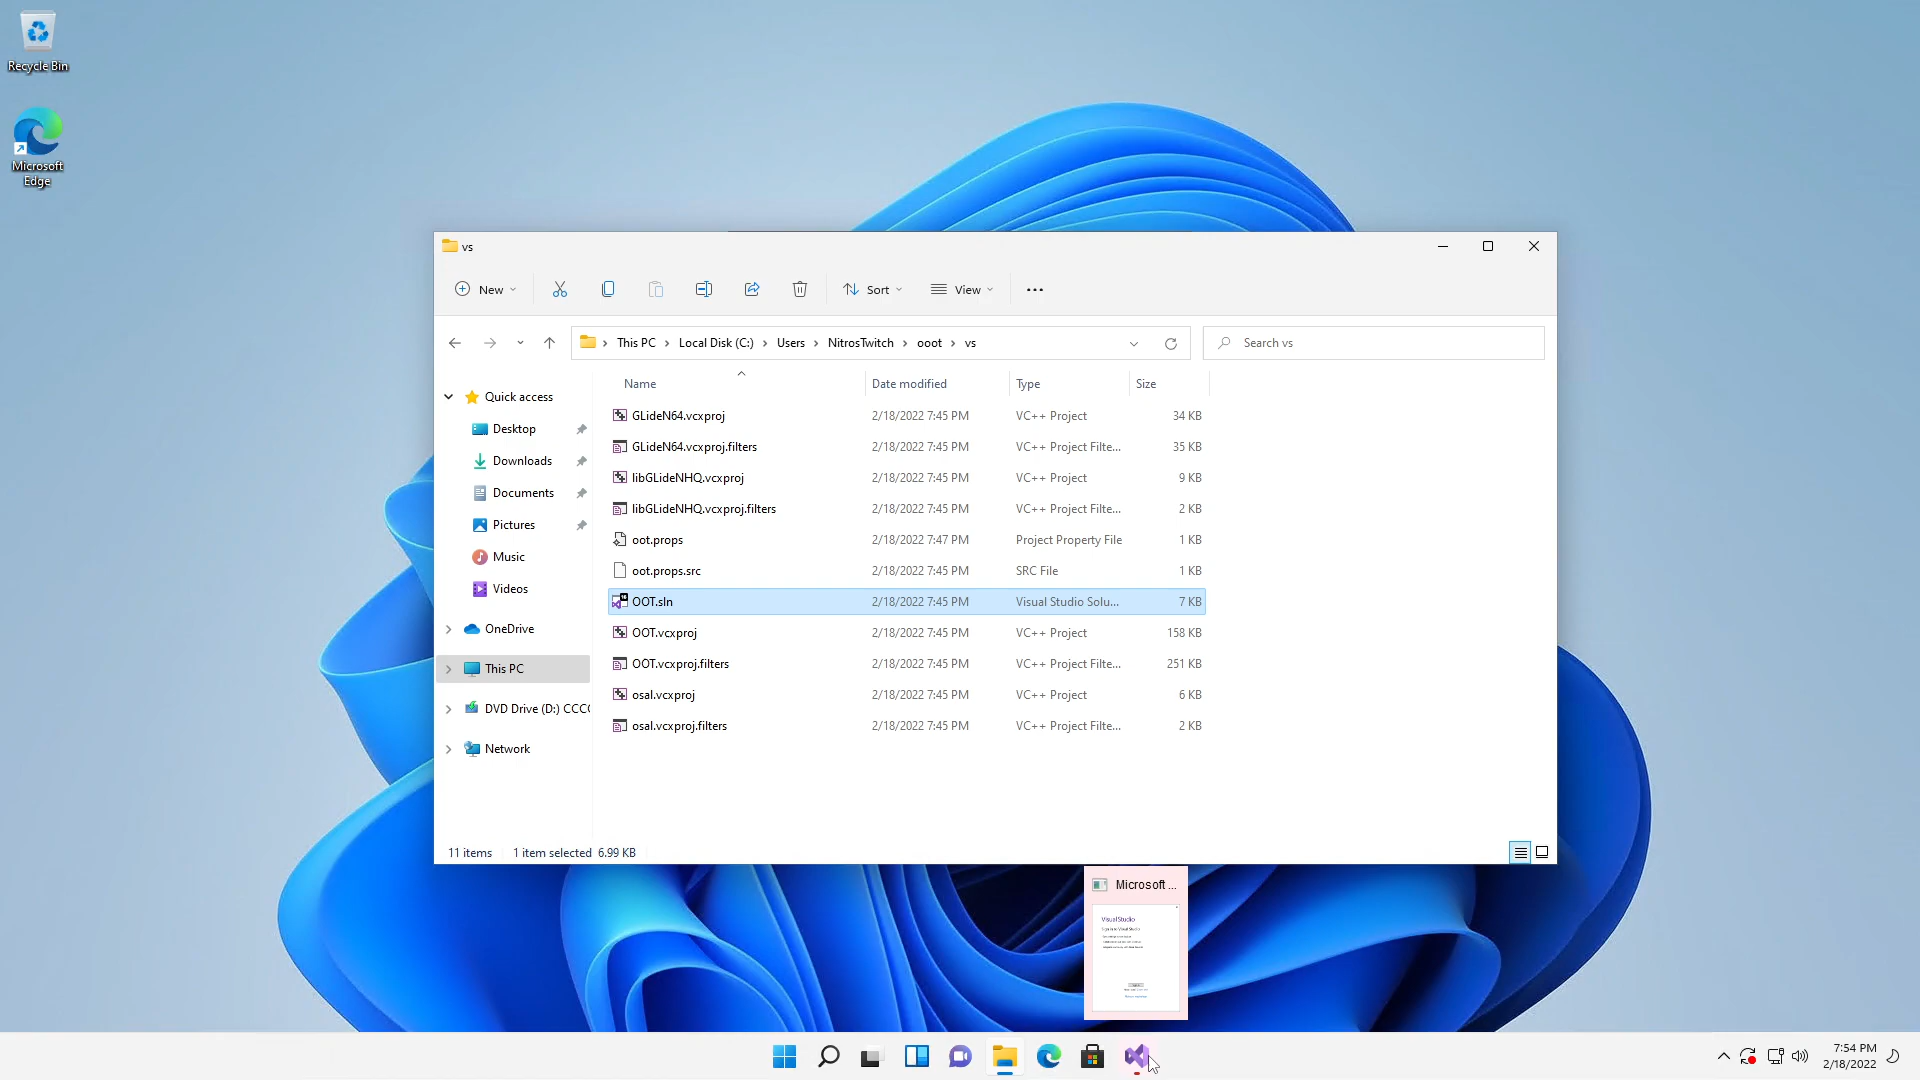 Recycle Bin
Microsoft
Edge
vs
New
Sort
View
This PC
Local Disk (C:)
Users
NitrosTwitch
ooot
vs
Search vs
Name
Date modified
Type
Size
Quick access
Desktop
Downloads
Documents
Pictures
Music
Videos
OneDrive
This PC
DVD Drive (D:) CCC
Network
GLideN64.vcxproj 2/18/2022 7:45 PM VC++ Project 34 KB
GLideN64.vcxproj.filters 2/18/2022 7:45 PM VC++ Project Filte... 35 KB
libGLideNHQ.vcxproj 2/18/2022 7:45 PM VC++ Project 9 KB
libGLideNHQ.vcxproj.filters 2/18/2022 7:45 PM VC++ Project Filte... 2 KB
oot.props 2/18/2022 7:47 PM Project Property File 1 KB
oot.props.src 2/18/2022 7:45 PM SRC File 1 KB
OOT.sln 2/18/2022 7:45 PM Visual Studio Solu... 7 KB
OOT.vcxproj 2/18/2022 7:45 PM VC++ Project 158 KB
OOT.vcxproj.filters 2/18/2022 7:45 PM VC++ Project Filte... 251 KB
osal.vcxproj 2/18/2022 7:45 PM VC++ Project 6 KB
osal.vcxproj.filters 2/18/2022 7:45 PM VC++ Project Filte... 2 KB
11 items 1 item selected 6.99 KB
Microsoft ...
Visual Studio
Sign in to Visual Studio
7:54 PM
2/18/2022